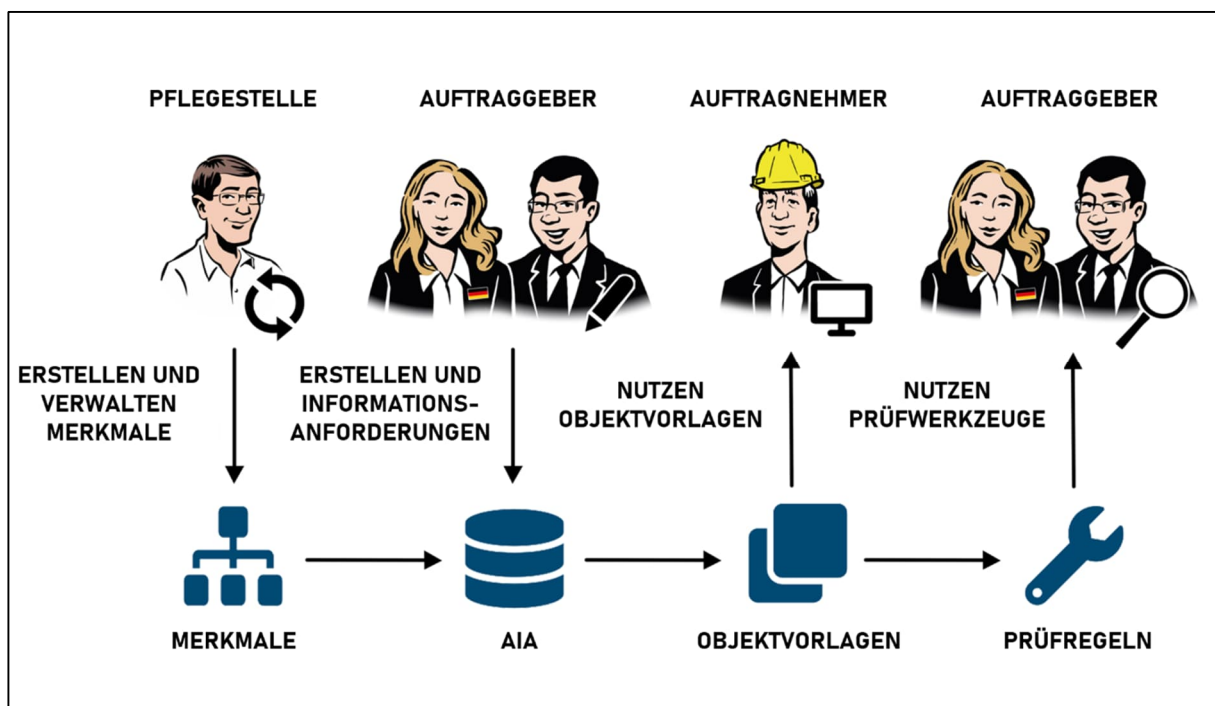 PFLEGESTELLE
AUFTRAGGEBER
AUFTRAGNEHMER
AUFTRAGGEBER
ERSTELLEN UND
VERWALTEN
MERKMALE
ERSTELLEN UND
INFORMATIONS-
ANFORDERUNGEN
NUTZEN
OBJEKTVORLAGEN
NUTZEN
PRÜFWERKZEUGE
MERKMALE
AIA
OBJEKTVORLAGEN
PRÜFREGELN